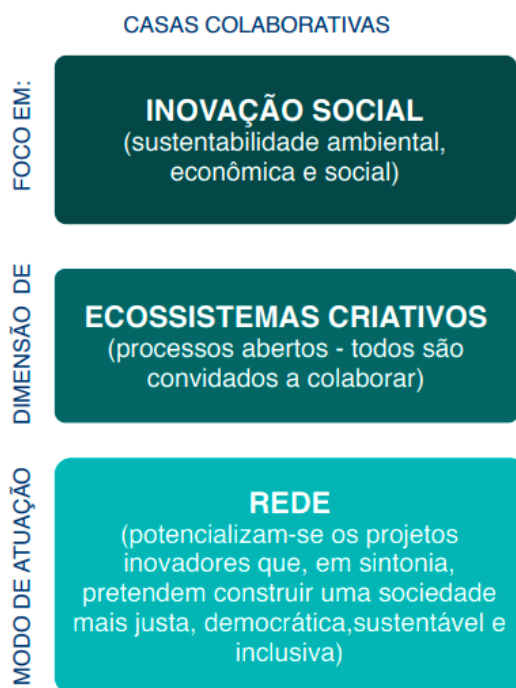 CASAS COLABORATIVAS
FOCO EM:
INOVAÇÃO SOCIAL
(sustentabilidade ambiental,
econômica e social)
DIMENSÃO DE
ECOSSISTEMAS CRIATIVOS
(processos abertos - todos são
convidados a colaborar)
MODO DE ATUAÇÃO
REDE
(potencializam-se os projetos
inovadores que, em sintonia,
pretendem construir uma sociedade
mais justa, democrática,sustentável e
inclusiva)